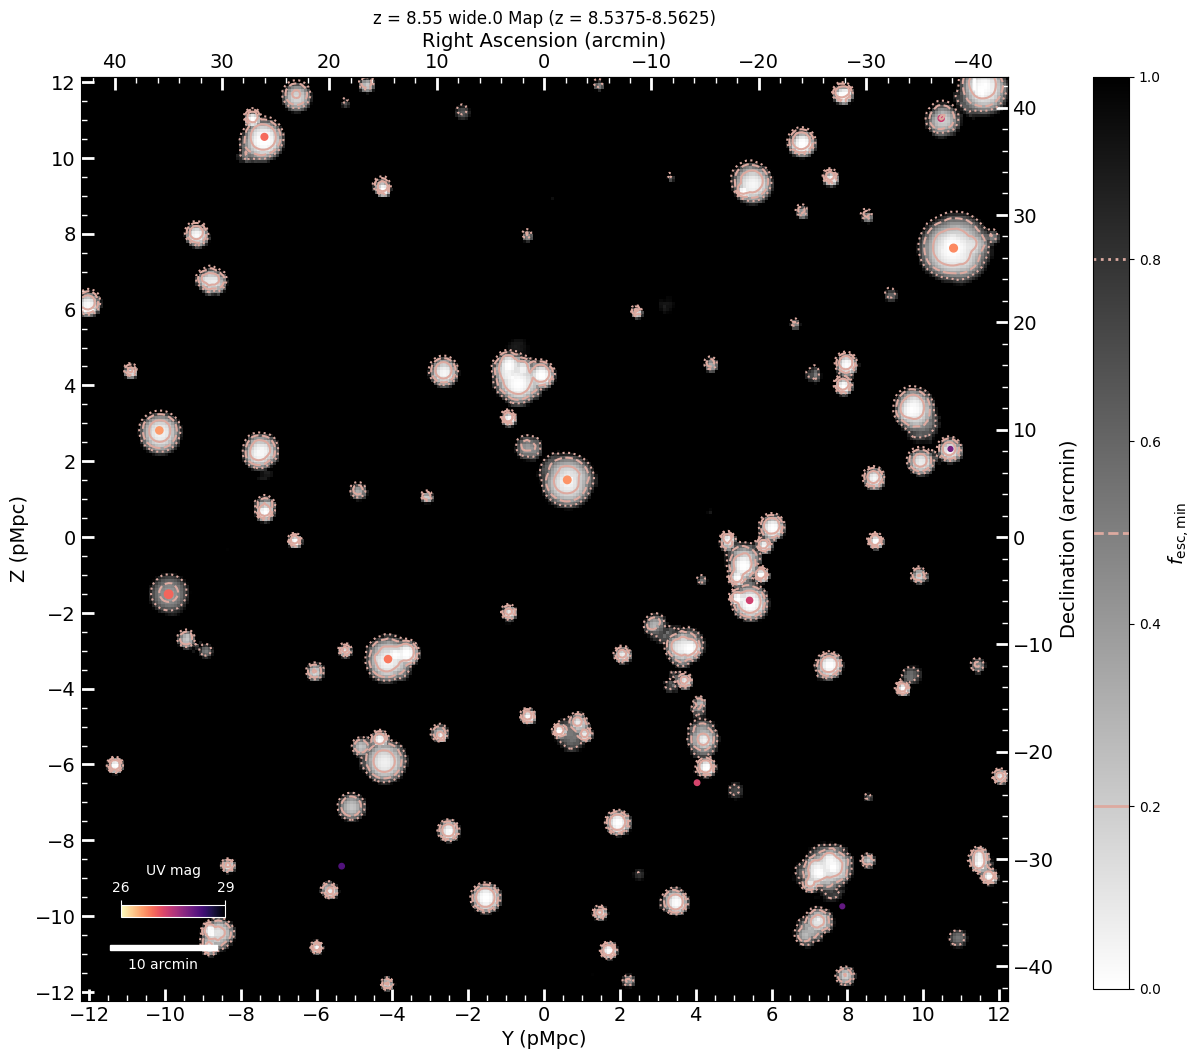 z = 8.55 wide.0 Map (z = 8.5375-8.5625)
Right Ascension (arcmin)
40 30 20 10 0 −10 −20 −30 −40
12 10 8 6 4 2 0 −2 −4 −6 −8 −10 −12
Z (pMpc)
40 30 20 10 0 −10 −20 −30 −40
Declination (arcmin)
1.0 0.8 0.6 0.4 0.2 0.0
f_esc,min
UV mag
26 29
10 arcmin
−12 −10 −8 −6 −4 −2 0 2 4 6 8 10 12
Y (pMpc)